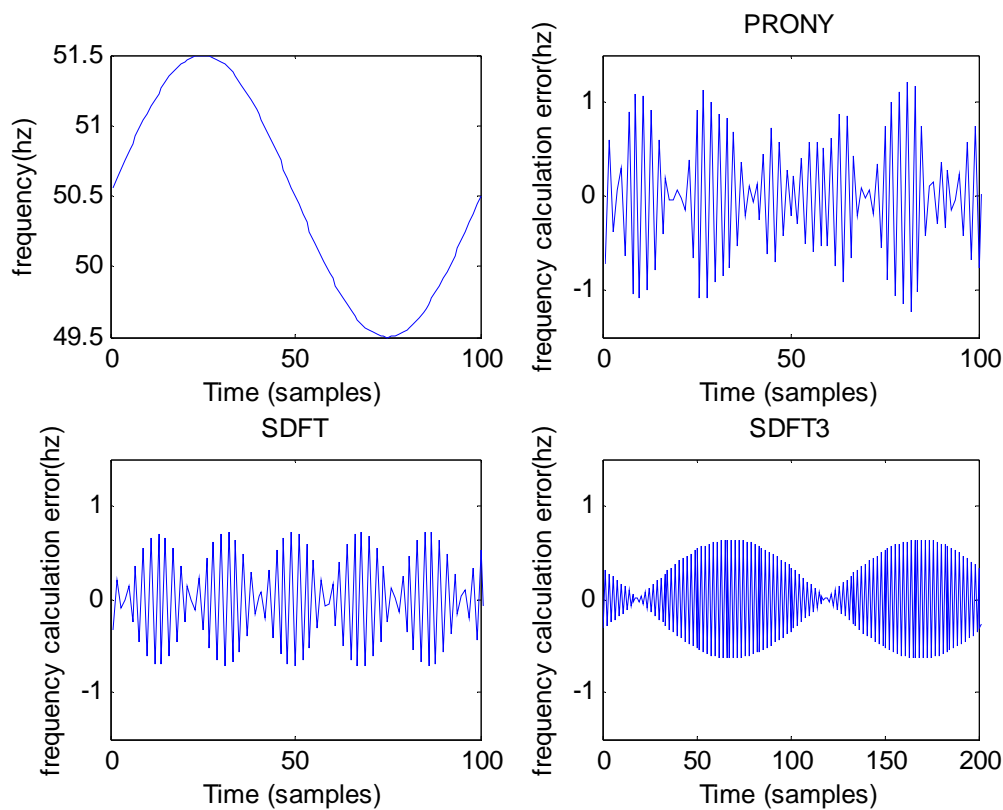 51.5
51
50.5
50
49.5
0
50
100
frequency(hz)
Time (samples)
PRONY
1
0
-1
0
50
100
frequency calculation error(hz)
Time (samples)
SDFT
1
0
-1
0
50
100
frequency calculation error(hz)
Time (samples)
SDFT3
1
0
-1
0
50
100
150
200
frequency calculation error(hz)
Time (samples)